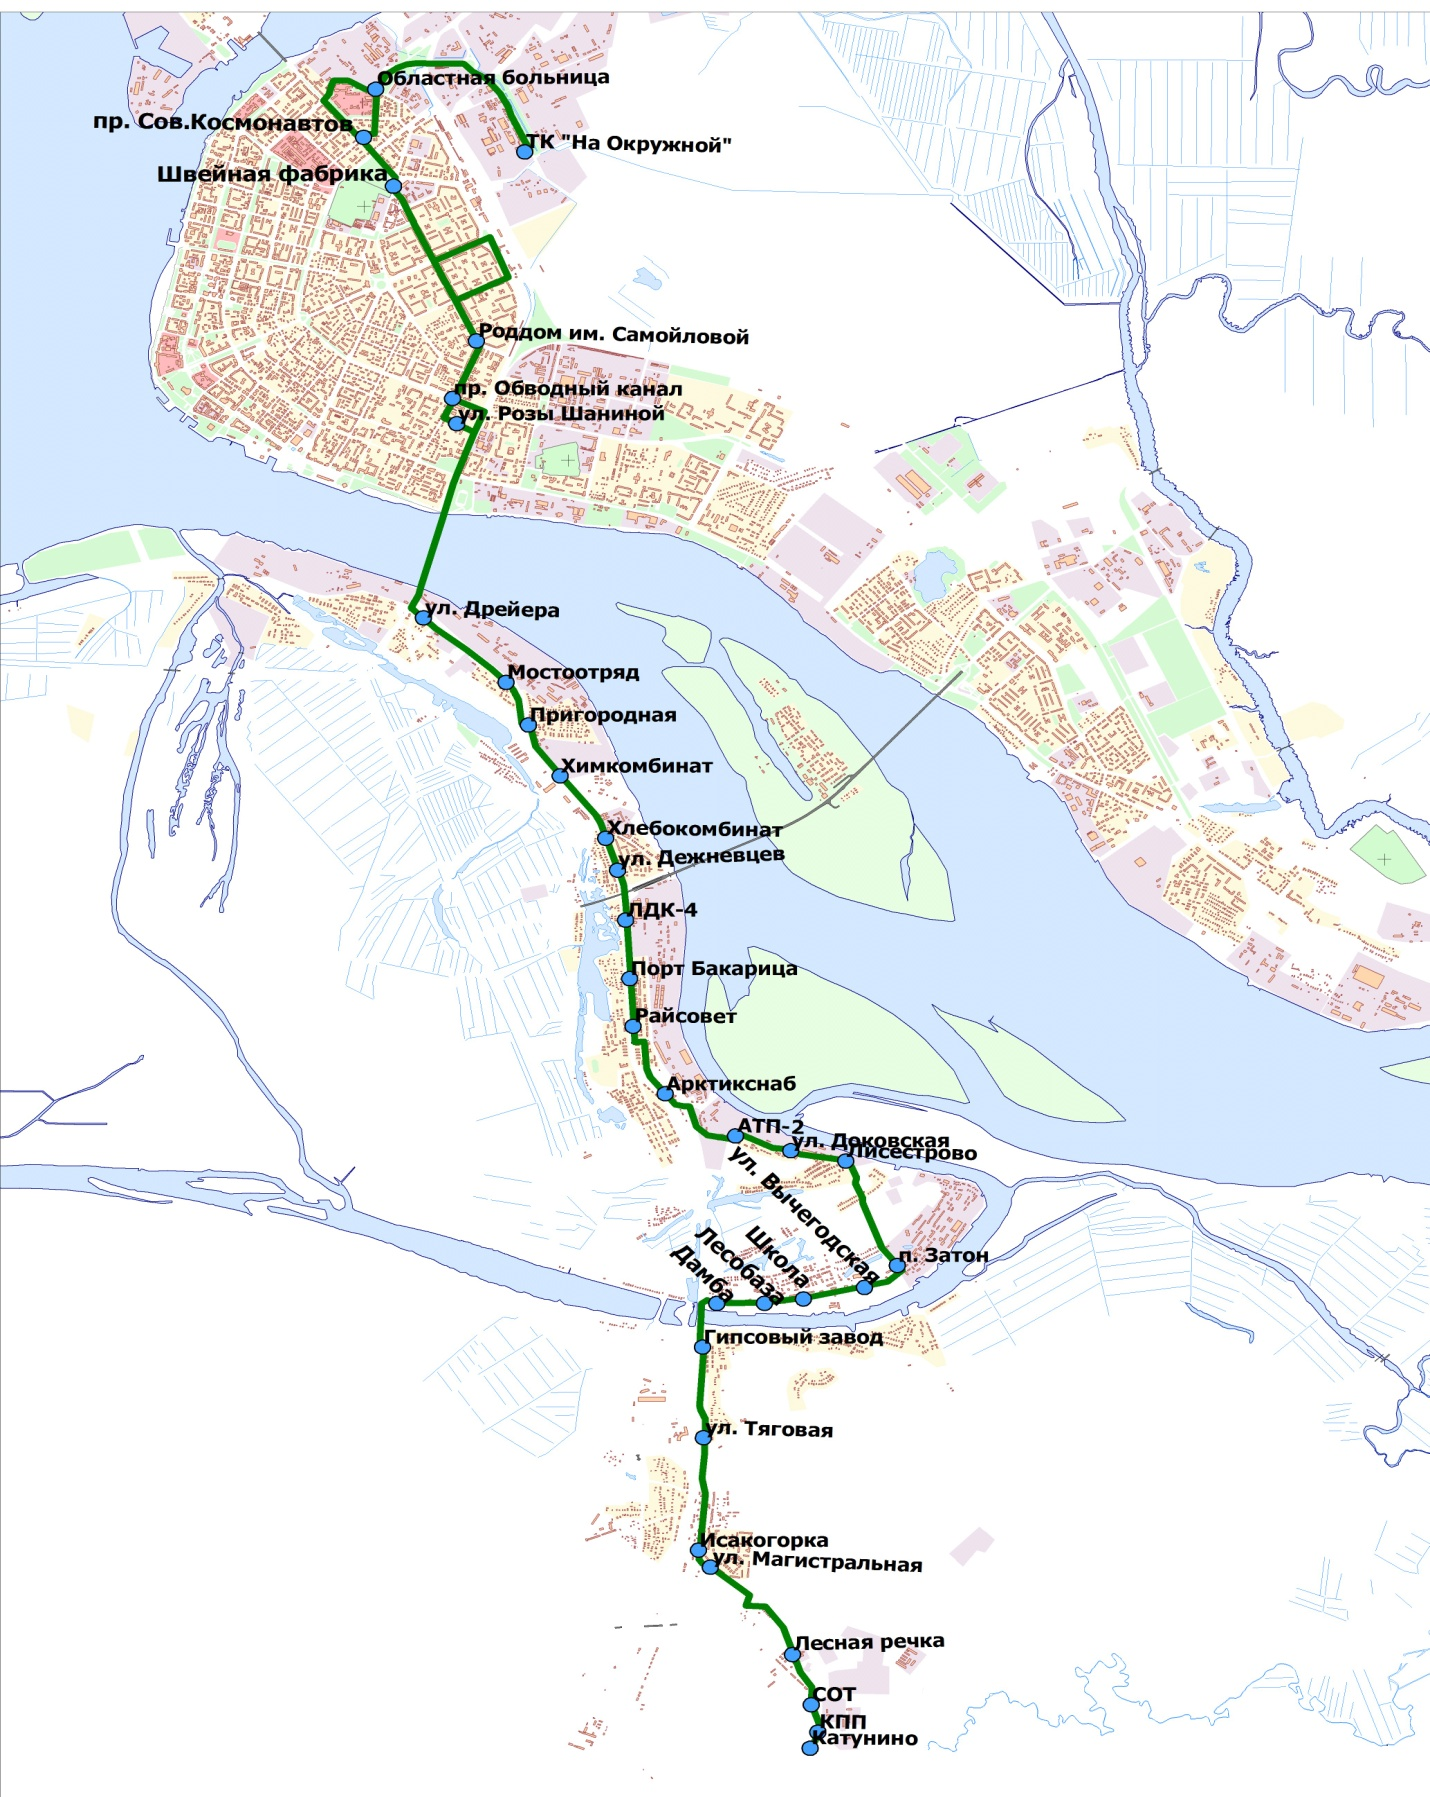 Областная больница
пр. Сов.Космонавтов
ТК "На Окружной"
Швейная фабрика
Роддом им. Самойловой
пр. Обводный канал
ул. Розы Шаниной
ул. Дрейера
Мостоотряд
Пригородная
Химкомбинат
Хлебокомбинат
ул. Дежневцев
ЛДК-4
Порт Бакарица
Райсовет
Арктикснаб
АТП-2
ул. Доковская
Лисестрово
ул. Вычегодская
п. Затон
Школа
Лесобаза
Дамба
Гипсовый завод
ул. Тяговая
Исакогорка
ул. Магистральная
Лесная речка
СОТ
КПП
Катунино